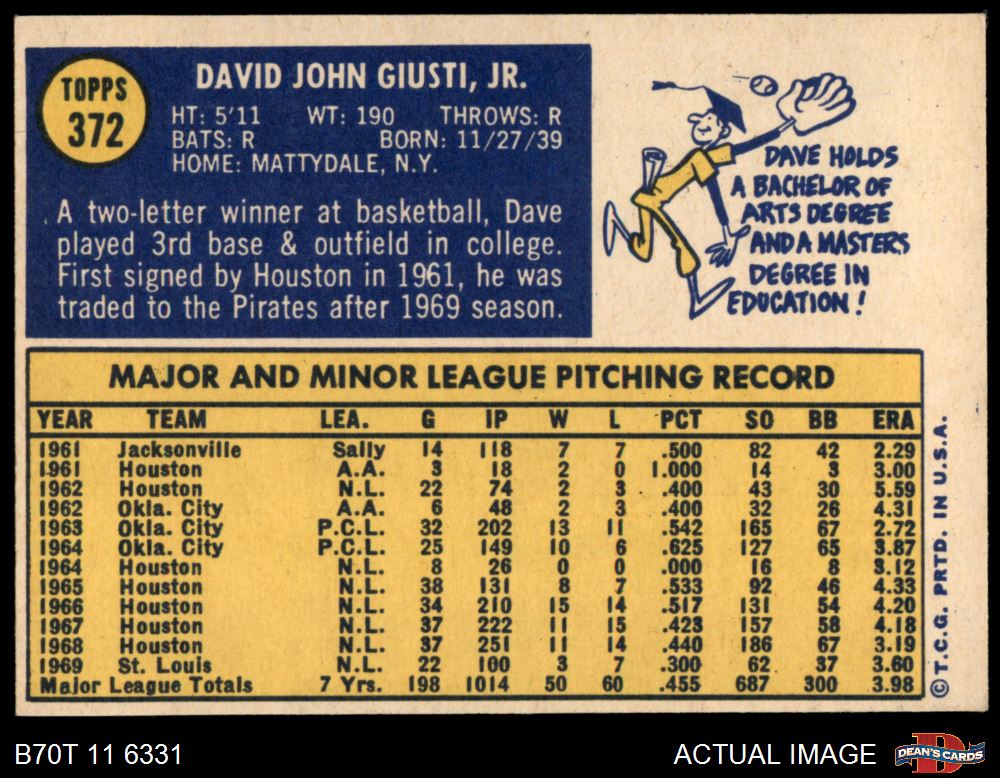 TOPPS
372
DAVID JOHN GIUSTI, JR.
HT: 5'11 WT: 190 THROWS: R
BATS: R BORN: 11/27/39
HOME: MATTYDALE, N.Y.
A two-letter winner at basketball, Dave
played 3rd base & outfield in college.
First signed by Houston in 1961, he was
traded to the Pirates after 1969 season.
DAVE HOLDS
A BACHELOR OF
ARTS DEGREE
AND A MASTERS
DEGREE IN
EDUCATION!
MAJOR AND MINOR LEAGUE PITCHING RECORD
YEAR TEAM LEA. G IP W L PCT SO BB ERA
1961 Jacksonville Sally 14 118 7 7 .500 82 42 2.29
1961 Houston A.A. 3 18 2 0 1.000 14 3 3.00
1962 Houston N.L. 22 74 2 3 .400 43 30 5.59
1962 Okla. City A.A. 6 48 2 3 .400 32 26 4.31
1963 Okla. City P.C.L. 32 202 13 11 .542 165 67 2.72
1964 Okla. City P.C.L. 25 149 10 6 .625 127 65 3.87
1964 Houston N.L. 8 26 0 0 .000 16 8 3.12
1965 Houston N.L. 38 131 8 7 .533 92 46 4.33
1966 Houston N.L. 34 210 15 14 .517 131 54 4.20
1967 Houston N.L. 37 222 11 15 .423 157 58 4.18
1968 Houston N.L. 37 251 11 14 .440 186 67 3.19
1969 St. Louis N.L. 22 100 3 7 .300 62 37 3.60
Major League Totals 7 Yrs. 198 1014 50 60 .455 687 300 3.98
© T.C.G. PRTD. IN U.S.A.
B70T 11 6331
ACTUAL IMAGE
DEAN'S CARDS